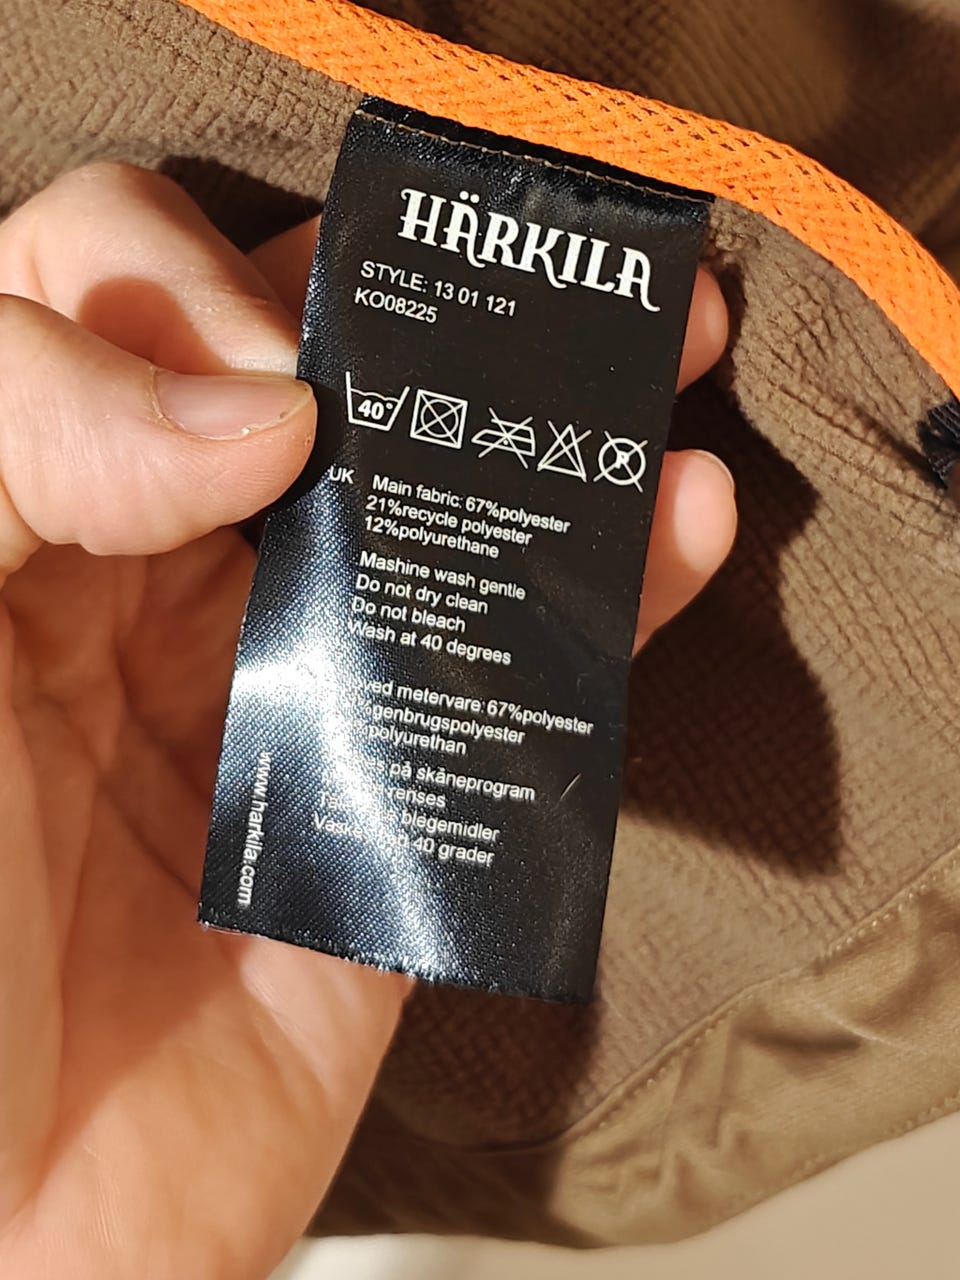 HÄRKILA
STYLE: 13 01 121
KO08225
40°
P
UK Main fabric: 67%polyester
21%recycle polyester
12%polyurethane
Mashine wash gentle
Do not dry clean
Do not bleach
Wash at 40 degrees
metervare: 67%polyester
polyurethan
på skåneprogram
blegemidler
40 grader
www.harkila.com